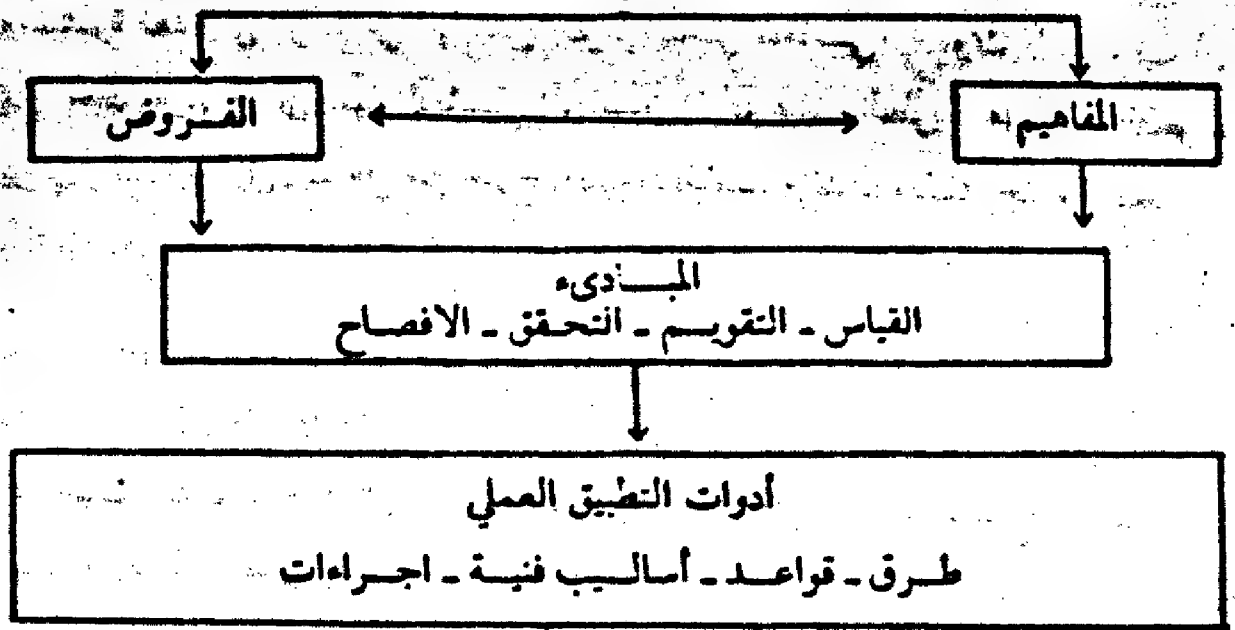 المفاهيم
الفروض
المبادىء
القياس - التقويم - التحقق - الافصاح
أدوات التطبيق العملي
طرق - قواعد - أساليب فنية - اجراءات